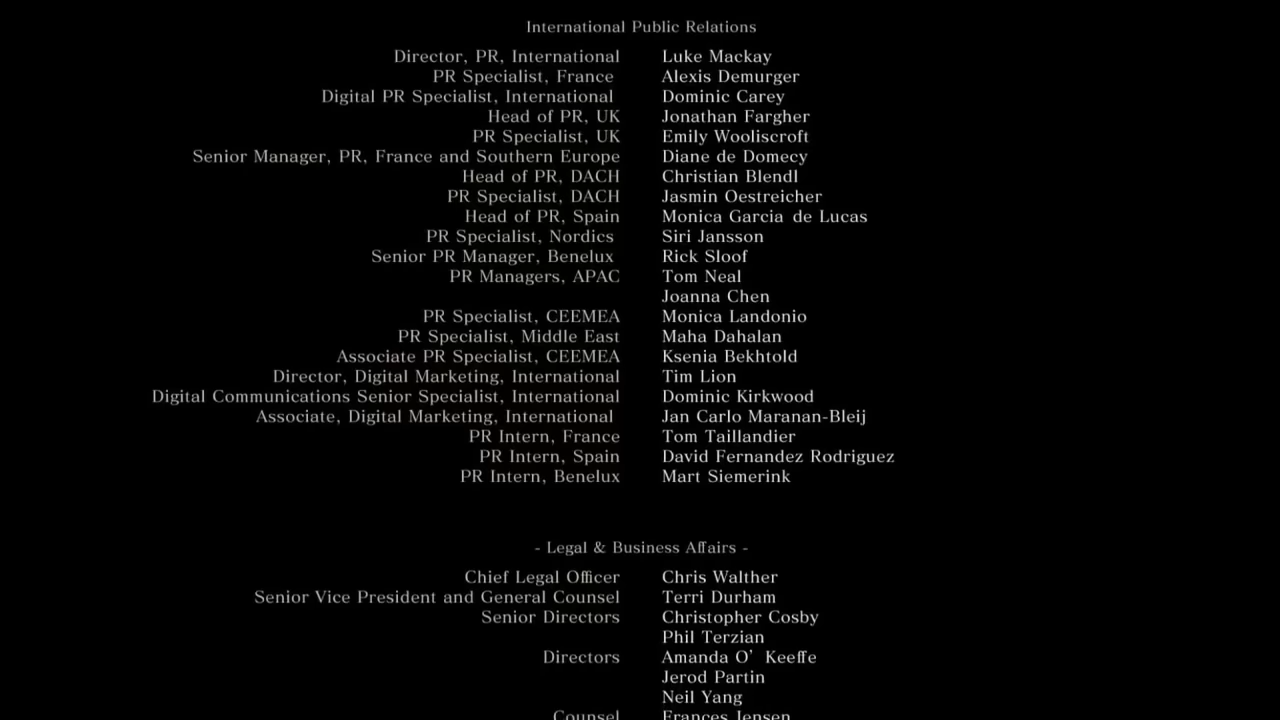 International Public Relations
Director, PR, International Luke Mackay
PR Specialist, France Alexis Demurger
Digital PR Specialist, International Dominic Carey
Head of PR, UK Jonathan Fargher
PR Specialist, UK Emily Wooliscroft
Senior Manager, PR, France and Southern Europe Diane de Domecy
Head of PR, DACH Christian Blendl
PR Specialist, DACH Jasmin Oestreicher
Head of PR, Spain Monica Garcia de Lucas
PR Specialist, Nordics Siri Jansson
Senior PR Manager, Benelux Rick Sloof
PR Managers, APAC Tom Neal
Joanna Chen
PR Specialist, CEEMEA Monica Landonio
PR Specialist, Middle East Maha Dahalan
Associate PR Specialist, CEEMEA Ksenia Bekhtold
Director, Digital Marketing, International Tim Lion
Digital Communications Senior Specialist, International Dominic Kirkwood
Associate, Digital Marketing, International Jan Carlo Maranan-Bleij
PR Intern, France Tom Taillandier
PR Intern, Spain David Fernandez Rodriguez
PR Intern, Benelux Mart Siemerink
- Legal & Business Affairs -
Chief Legal Officer Chris Walther
Senior Vice President and General Counsel Terri Durham
Senior Directors Christopher Cosby
Phil Terzian
Directors Amanda O’ Keeffe
Jerod Partin
Neil Yang
Counsel Frances Jensen